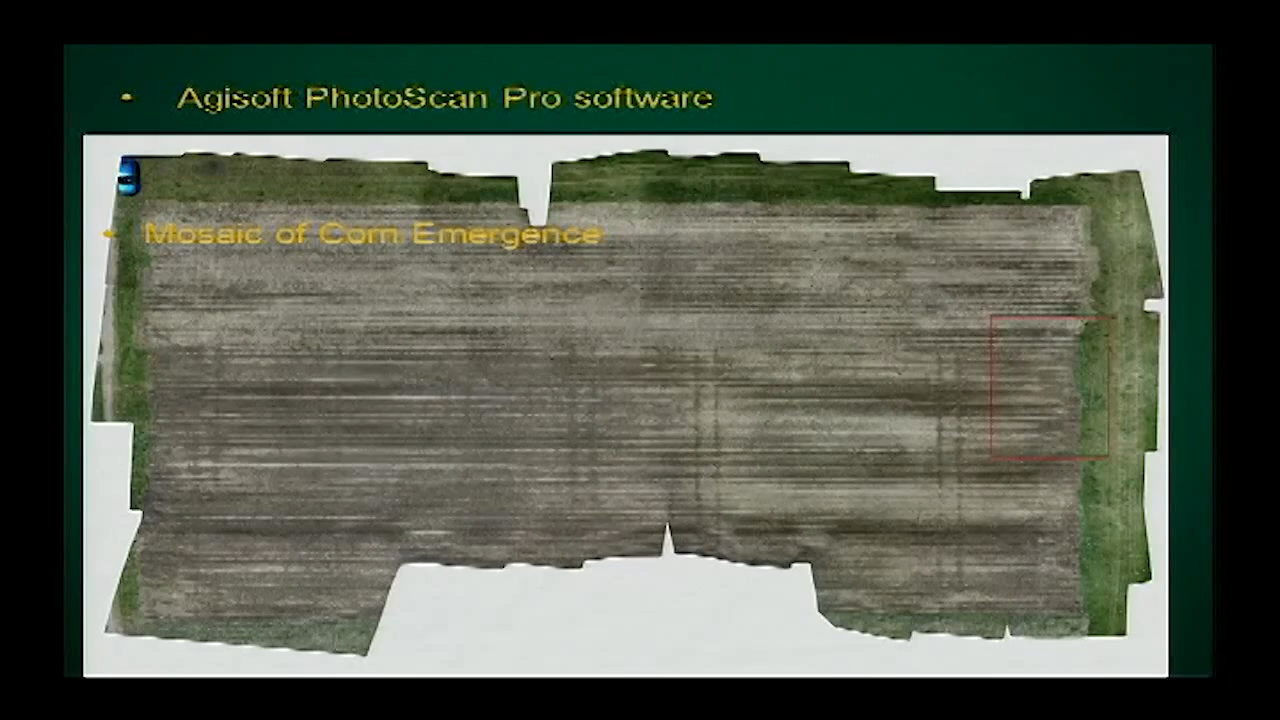 • Agisoft PhotoScan Pro software
• Mosaic of Corn Emergence